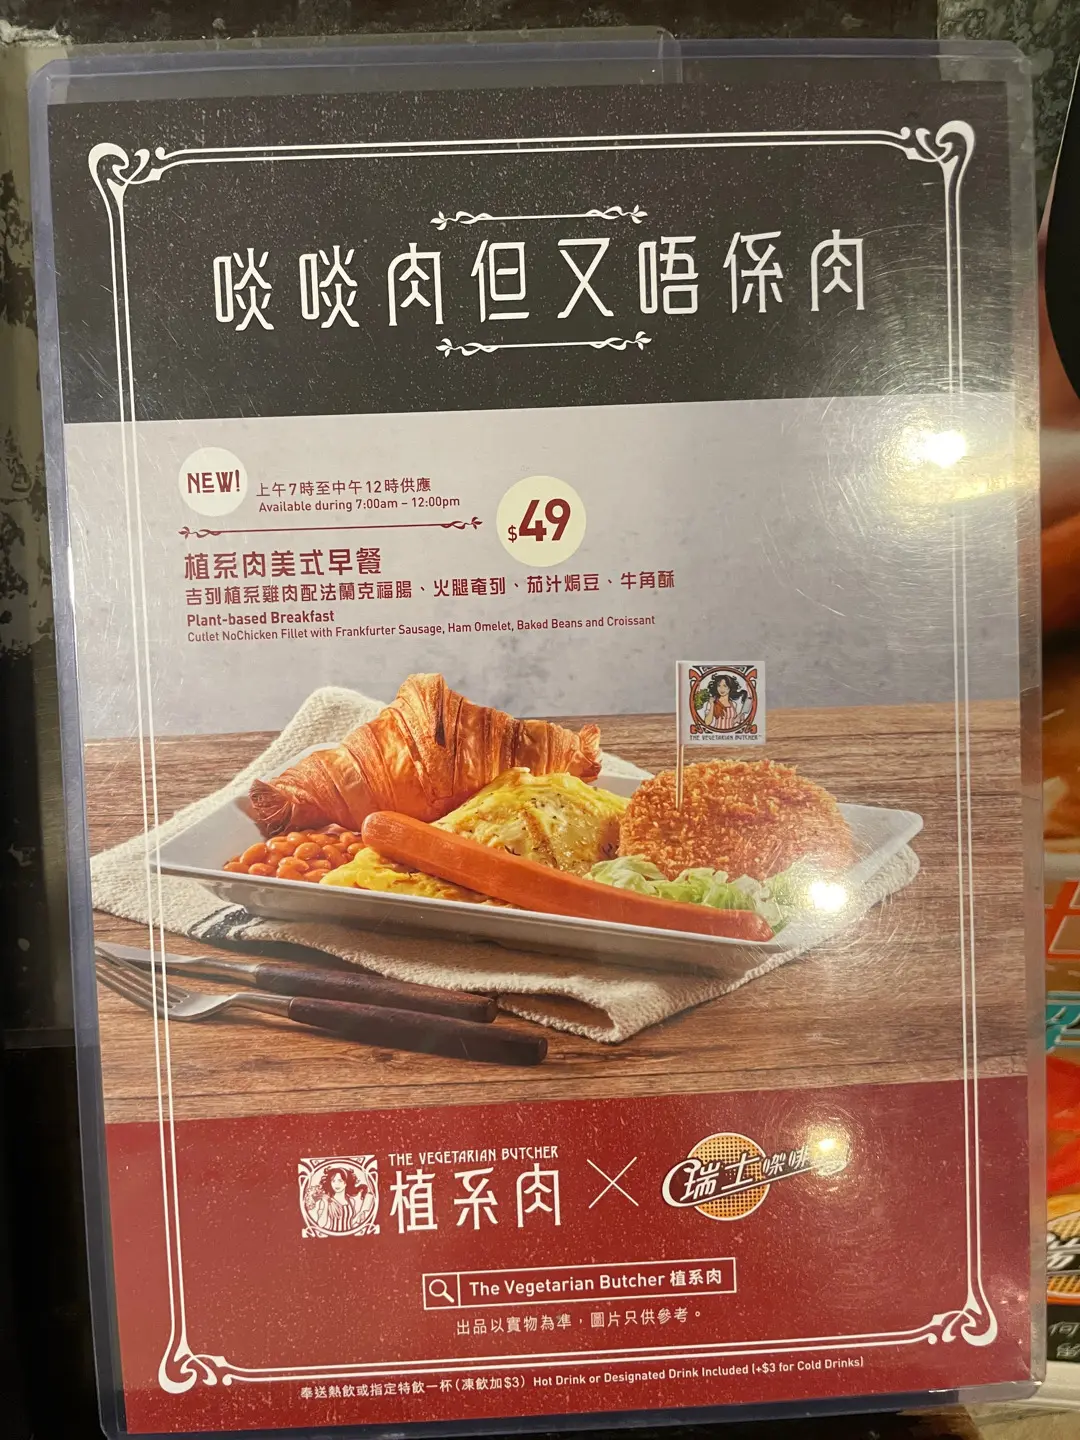 啖啖肉但又唔係肉
NEW!
上午7時至中午12時供應
Available during 7:00am – 12:00pm
$49
植系肉美式早餐
吉列植系雞肉配法蘭克福腸、火腿奄列、茄汁焗豆、牛角酥
Plant-based Breakfast
Cutlet NoChicken Fillet with Frankfurter Sausage, Ham Omelet, Baked Beans and Croissant
THE VEGETARIAN BUTCHER
THE VEGETARIAN BUTCHER
植系肉
瑞士㗎啡
The Vegetarian Butcher 植系肉
出品以實物為準，圖片只供參考。
奉送熱飲或指定特飲一杯(凍飲加$3) Hot Drink or Designated Drink Included (+$3 for Cold Drinks)